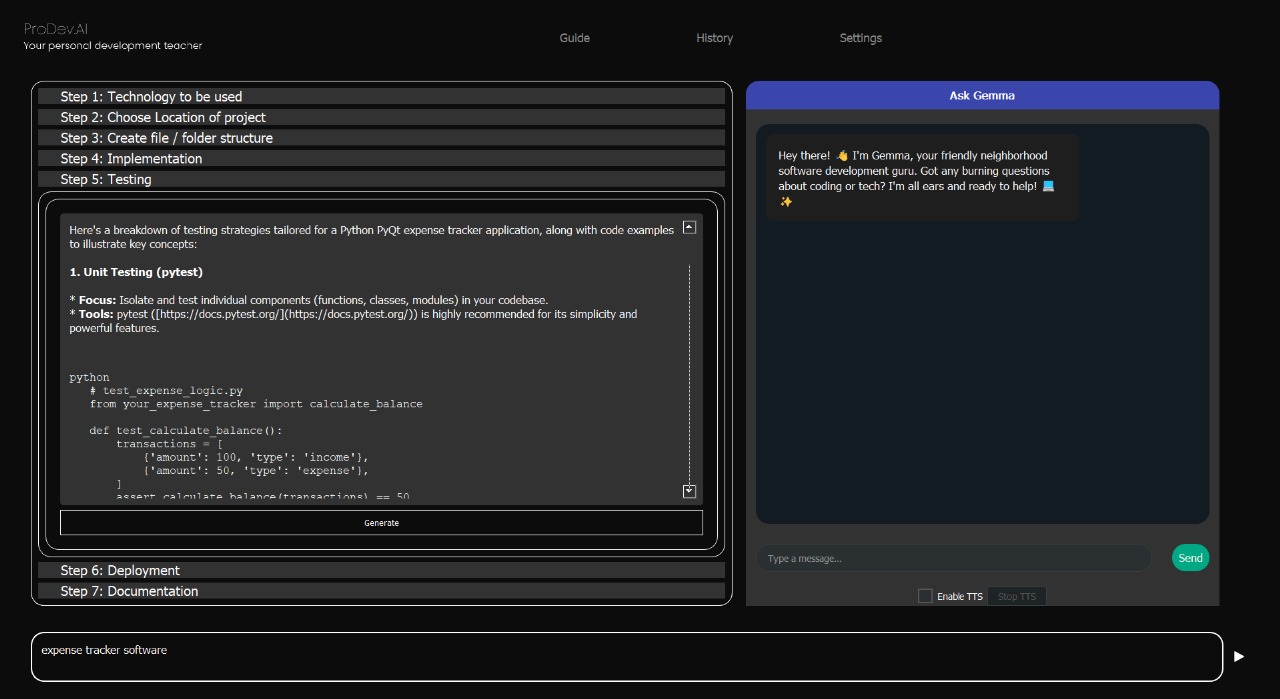 ProDev.AI
Your personal development teacher
Guide
History
Settings
Step 1: Technology to be used
Step 2: Choose Location of project
Step 3: Create file / folder structure
Step 4: Implementation
Step 5: Testing
Here's a breakdown of testing strategies tailored for a Python PyQt expense tracker application, along with code examples
to illustrate key concepts:
1. Unit Testing (pytest)
* Focus: Isolate and test individual components (functions, classes, modules) in your codebase.
* Tools: pytest ([https://docs.pytest.org/](https://docs.pytest.org/)) is highly recommended for its simplicity and
powerful features.
python
# test_expense_logic.py
from your_expense_tracker import calculate_balance
def test_calculate_balance():
transactions = [
{'amount': 100, 'type': 'income'},
{'amount': 50, 'type': 'expense'},
]
assert calculate_balance(transactions) == 50
Generate
Step 6: Deployment
Step 7: Documentation
Ask Gemma
Hey there! 👋 I'm Gemma, your friendly neighborhood
software development guru. Got any burning questions
about coding or tech? I'm all ears and ready to help! 💻
✨
Type a message...
Send
Enable TTS
Stop TTS
expense tracker software